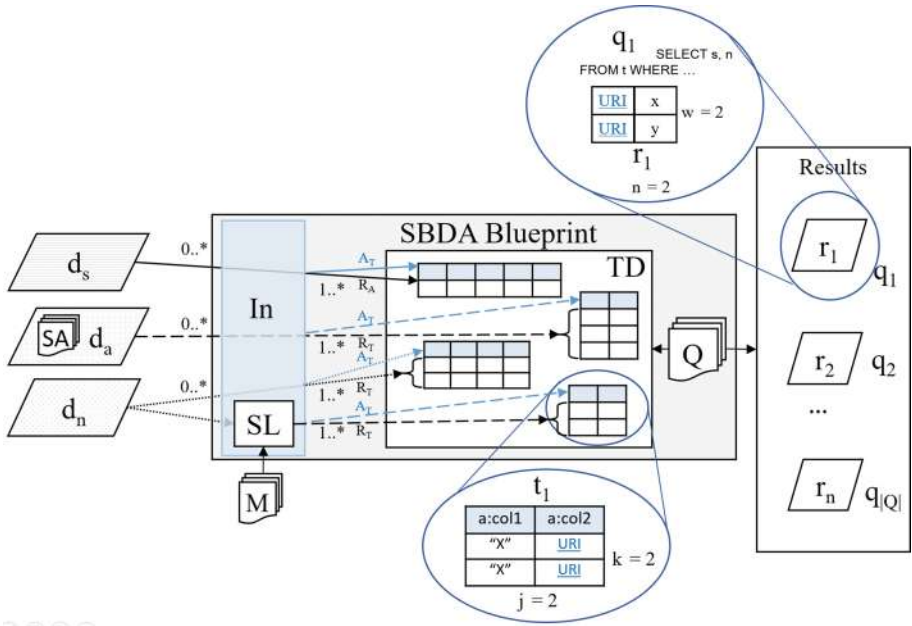 q1
SELECT s, n
FROM t WHERE ...
URI x
URI y
w = 2
r1
n = 2
Results
r1
q1
r2
q2
...
rn
q|Q|
SBDA Blueprint
TD
In
ds
0..*
AT
1..* RA
SA da
0..*
AT
1..* RT
dn
0..*
AT
1..* RT
SL
AT
1..* RT
M
Q
t1
a:col1 a:col2
"X" URI
"X" URI
k = 2
j = 2